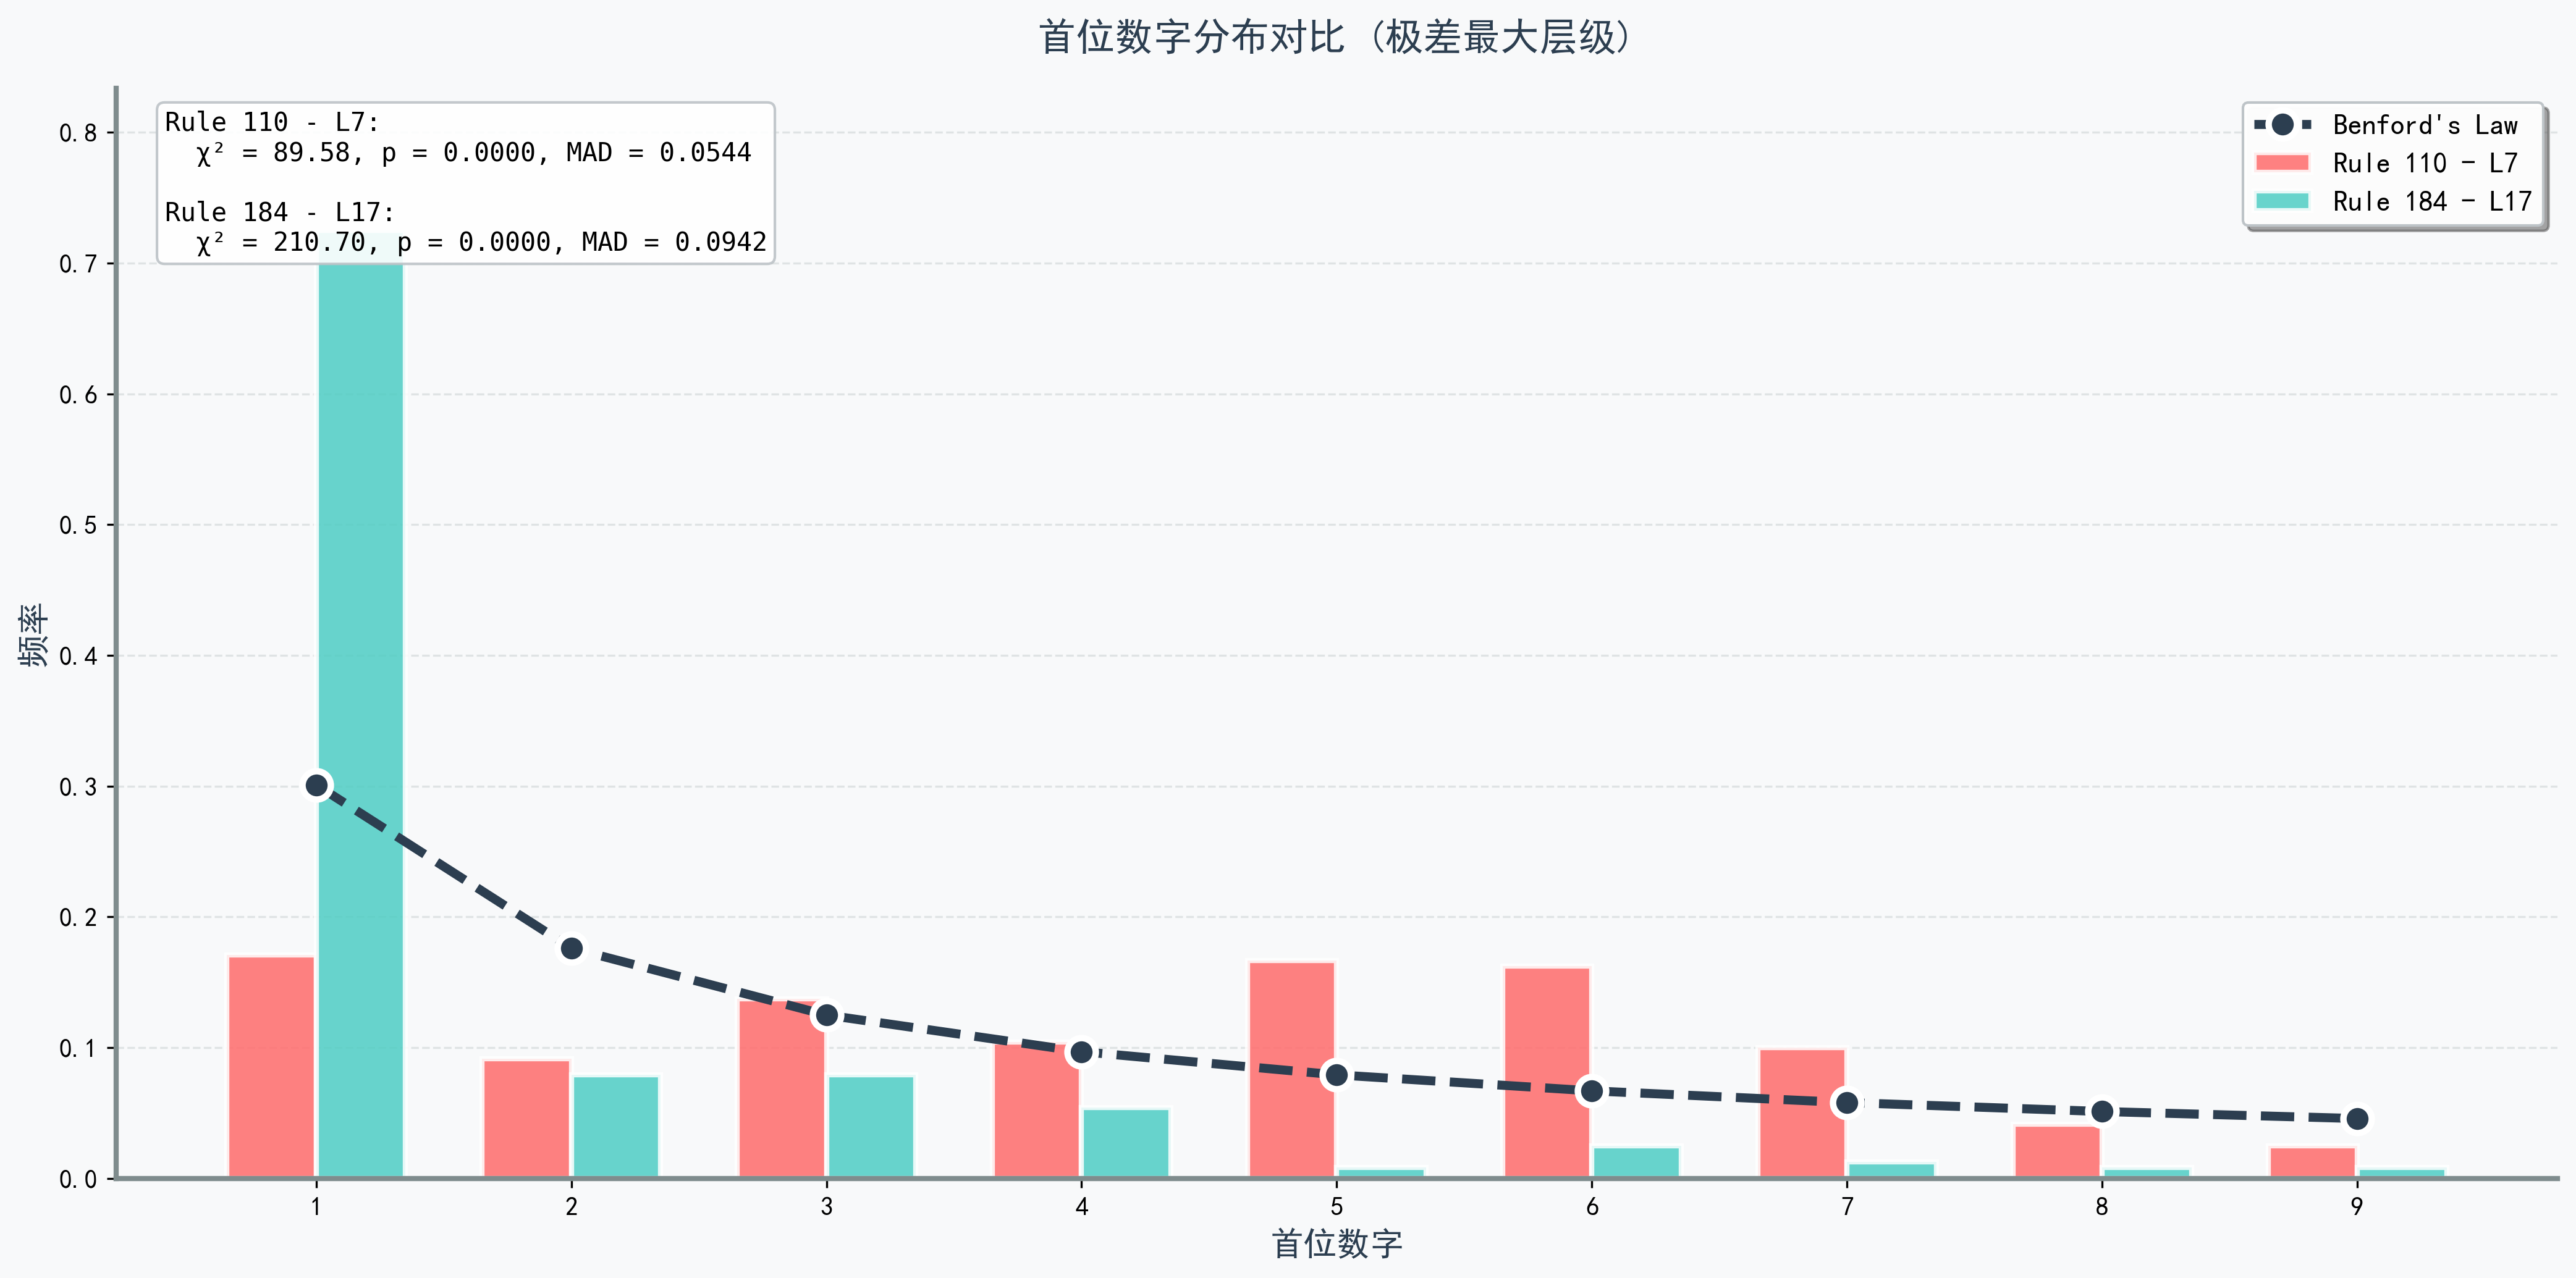 首位数字分布对比 (极差最大层级)
Rule 110 - L7:
χ² = 89.58, p = 0.0000, MAD = 0.0544
Rule 184 - L17:
χ² = 210.70, p = 0.0000, MAD = 0.0942
Benford's Law
Rule 110 - L7
Rule 184 - L17
频率
0.8
0.7
0.6
0.5
0.4
0.3
0.2
0.1
0.0
1 2 3 4 5 6 7 8 9
首位数字